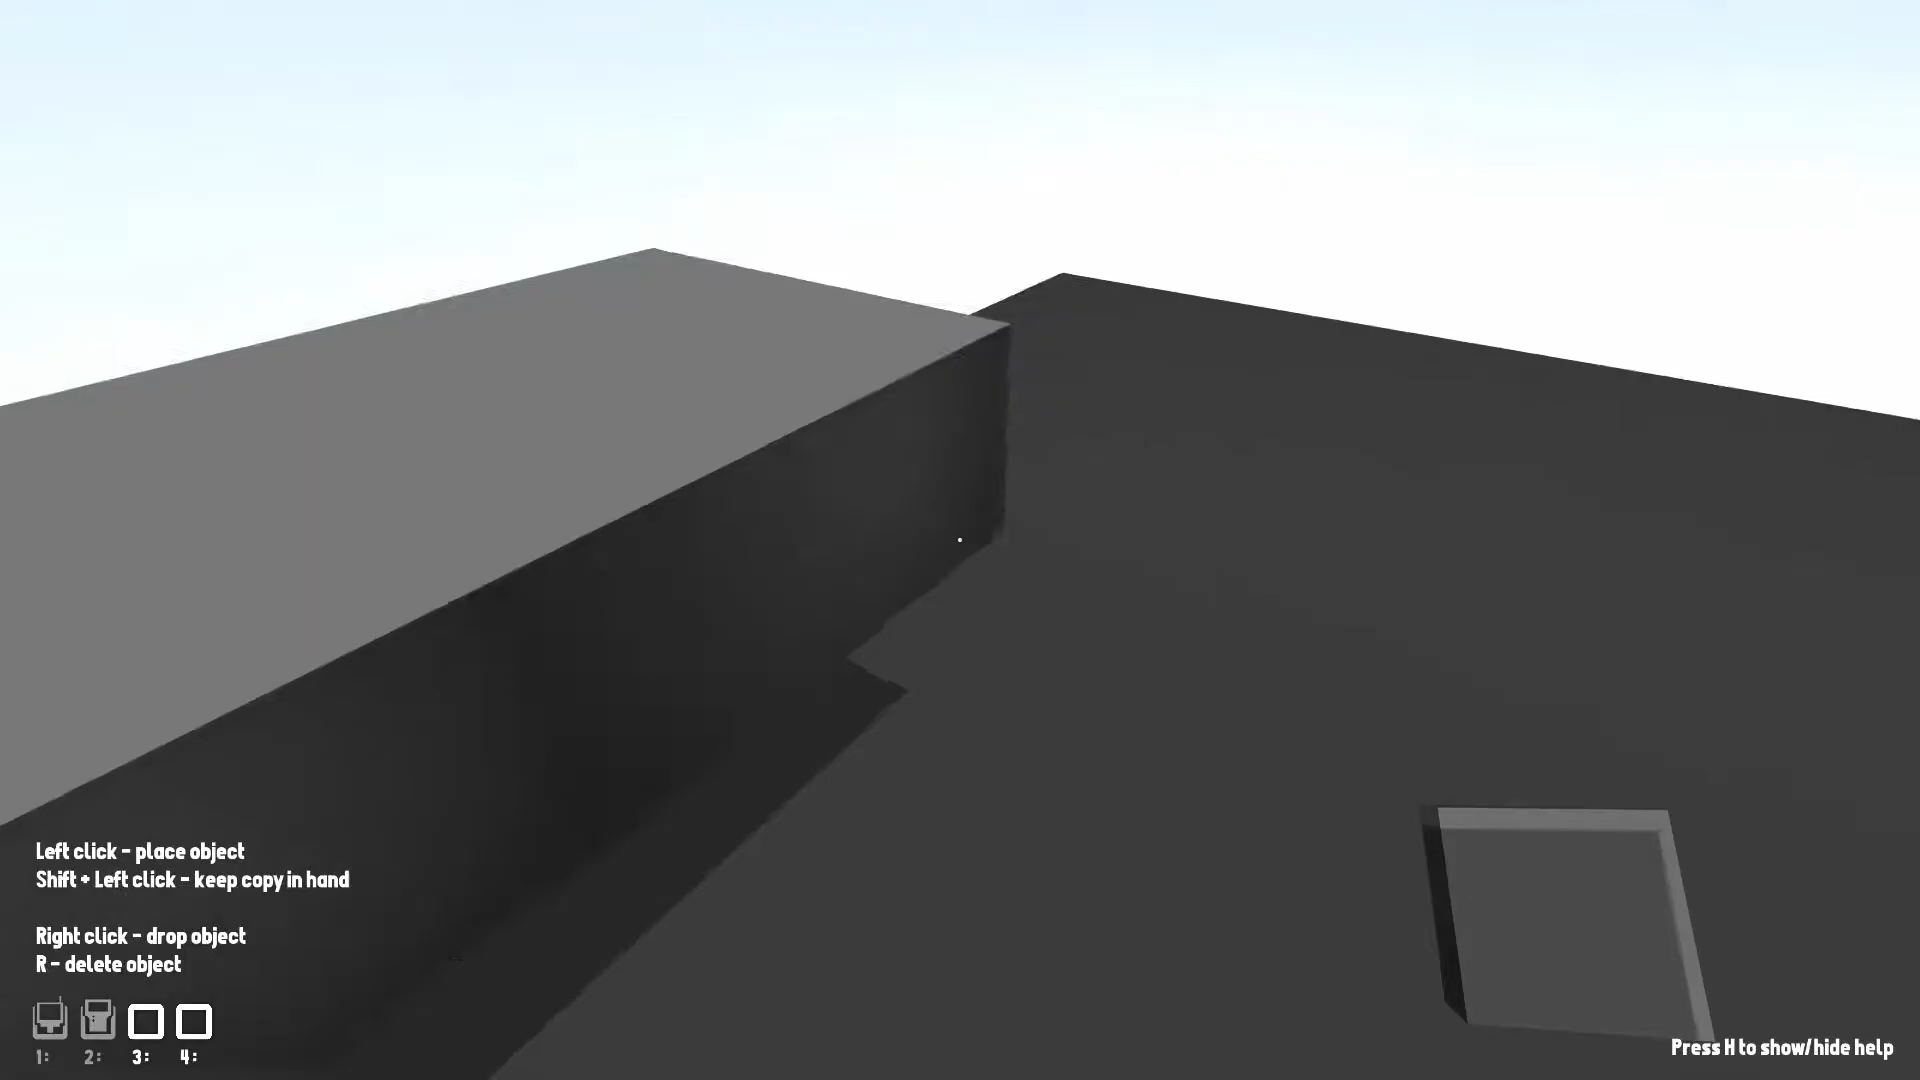 Left click - place object
Shift + Left click - keep copy in hand
Right click - drop object
R - delete object
1: 2: 3: 4:
Press H to show/hide help